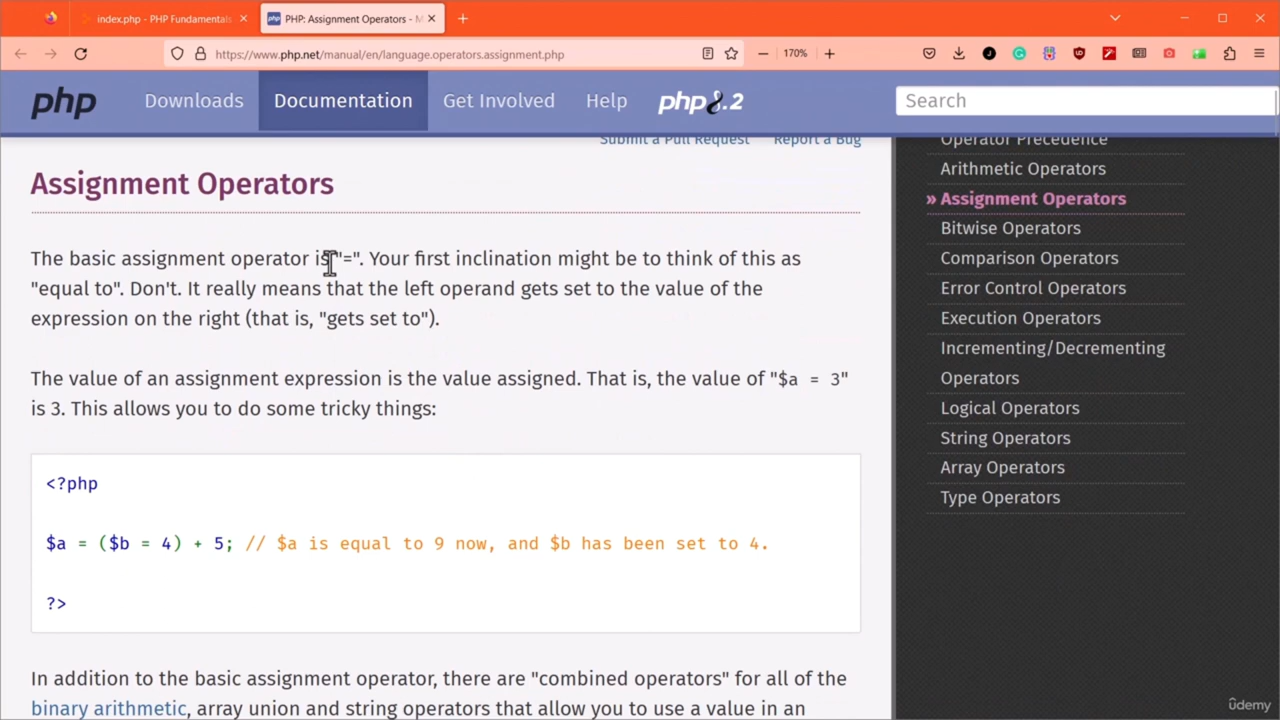 index.php - PHP Fundamentals
PHP: Assignment Operators - M
https://www.php.net/manual/en/language.operators.assignment.php
170%
php
Downloads
Documentation
Get Involved
Help
php8.2
Search
Submit a Pull Request
Report a Bug
Assignment Operators
The basic assignment operator is "=". Your first inclination might be to think of this as
"equal to". Don't. It really means that the left operand gets set to the value of the
expression on the right (that is, "gets set to").
The value of an assignment expression is the value assigned. That is, the value of "$a = 3"
is 3. This allows you to do some tricky things:
<?php
$a = ($b = 4) + 5; // $a is equal to 9 now, and $b has been set to 4.
?>
In addition to the basic assignment operator, there are "combined operators" for all of the
binary arithmetic, array union and string operators that allow you to use a value in an
Operator Precedence
Arithmetic Operators
» Assignment Operators
Bitwise Operators
Comparison Operators
Error Control Operators
Execution Operators
Incrementing/Decrementing
Operators
Logical Operators
String Operators
Array Operators
Type Operators
ûdemy